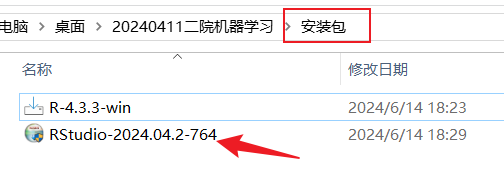 电脑 › 桌面 › 20240411二院机器学习 › 安装包
名称 修改日期
R-4.3.3-win 2024/6/14 18:23
RStudio-2024.04.2-764 2024/6/14 18:29